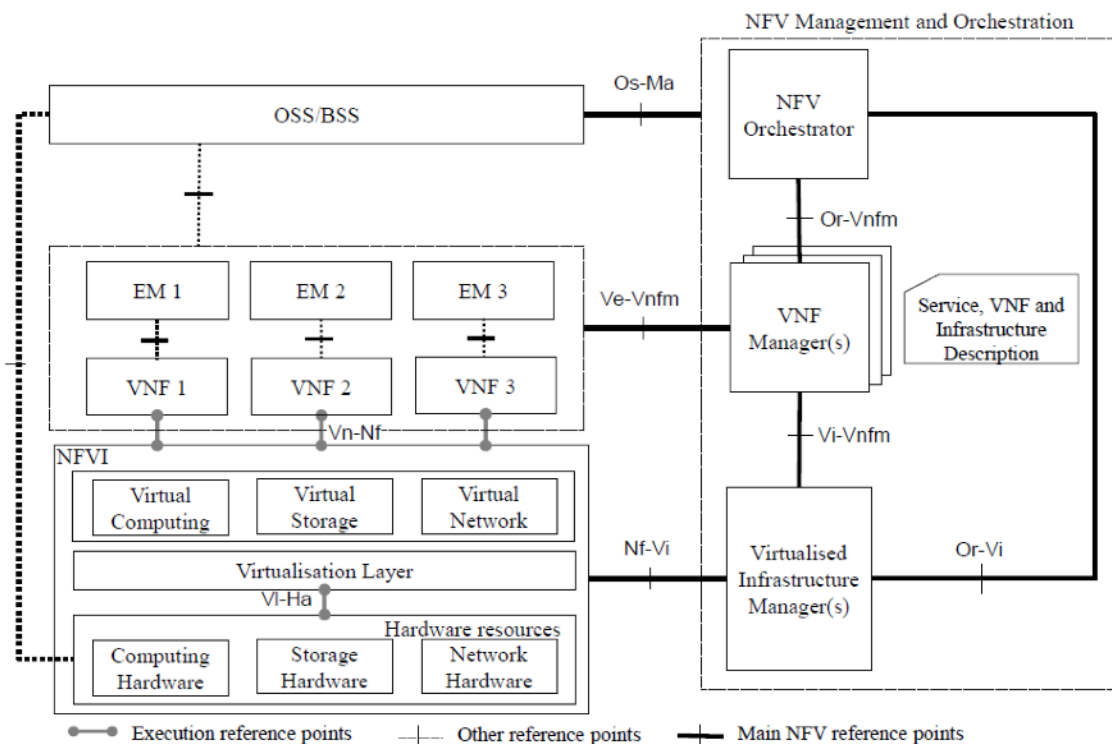 NFV Management and Orchestration
Os-Ma
OSS/BSS
NFV
Orchestrator
Or-Vnfm
EM 1
EM 2
EM 3
Ve-Vnfm
VNF
Manager(s)
Service, VNF and
Infrastructure
Description
VNF 1
VNF 2
VNF 3
Vn-Nf
Vi-Vnfm
NFVI
Virtual
Computing
Virtual
Storage
Virtual
Network
Nf-Vi
Virtualised
Infrastructure
Manager(s)
Or-Vi
Virtualisation Layer
Vl-Ha
Hardware resources
Computing
Hardware
Storage
Hardware
Network
Hardware
Execution reference points
Other reference points
Main NFV reference points